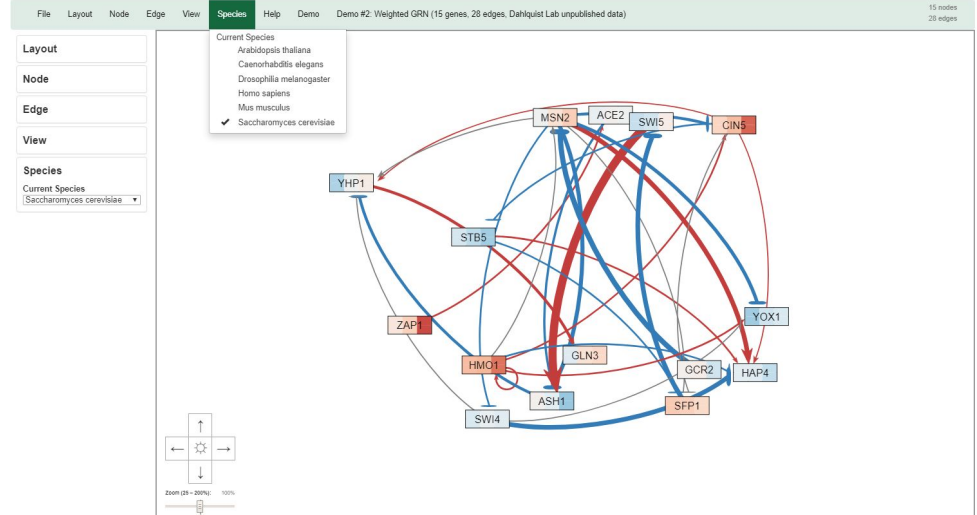 File Layout Node Edge View Species Help Demo Demo #2: Weighted GRN (15 genes, 28 edges, Dahlquist Lab unpublished data)
15 nodes
28 edges
Current Species
Arabidopsis thaliana
Caenorhabditis elegans
Drosophilia melanogaster
Homo sapiens
Mus musculus
Saccharomyces cerevisiae
Layout
Node
Edge
View
Species
Current Species
Saccharomyces cerevisiae
MSN2
ACE2
SWI5
CIN5
YHP1
STB5
ZAP1
YOX1
GLN3
HMO1
GCR2
HAP4
ASH1
SFP1
SWI4
Zoom (25 – 200%): 100%